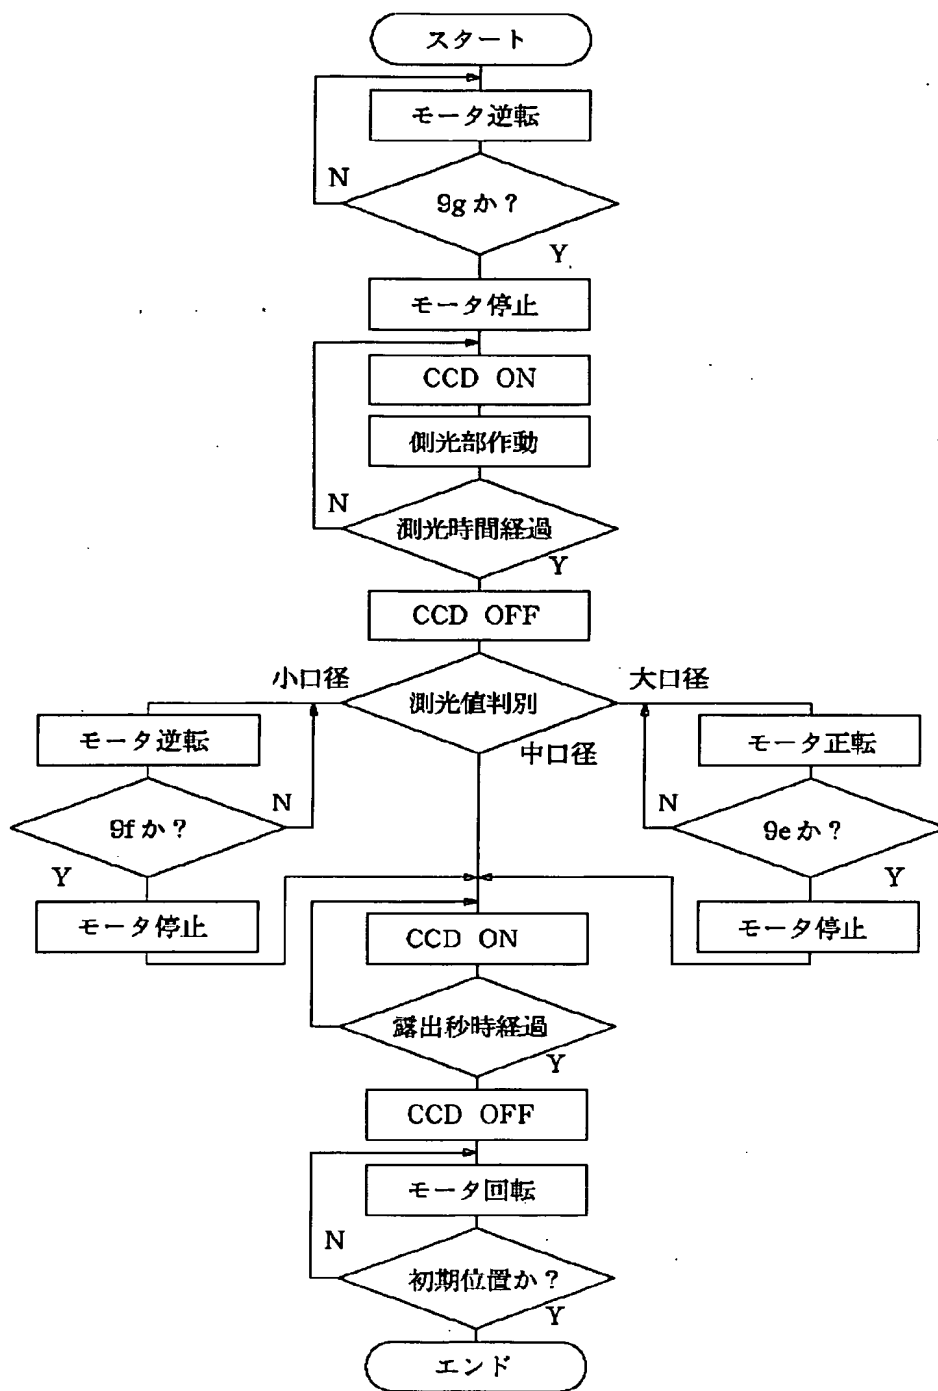 スタート
モータ逆転
N
9gか?
Y
モータ停止
CCD ON
側光部作動
N
測光時間経過
Y
CCD OFF
小口径
測光値判別
大口径
モータ逆転
中口径
モータ正転
9fか?
N
N
9eか?
Y
Y
モータ停止
CCD ON
モータ停止
露出秒時経過
Y
CCD OFF
モータ回転
N
初期位置か?
Y
エンド